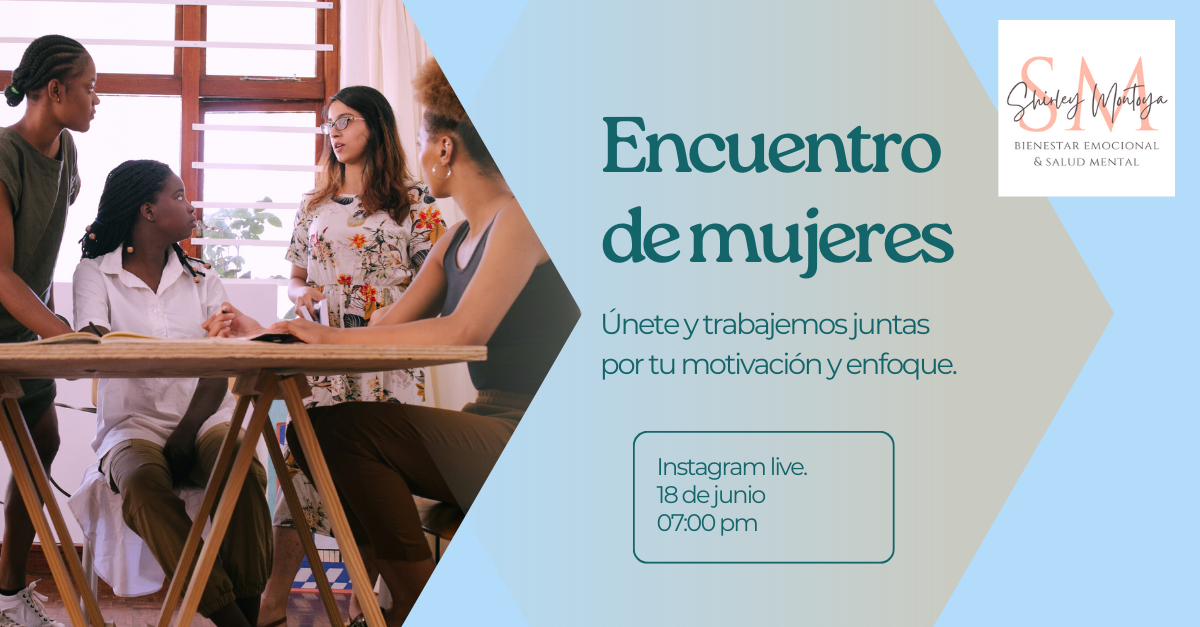 Encuentro
de mujeres
Únete y trabajemos juntas
por tu motivación y enfoque.
Instagram live.
18 de junio
07:00 pm
SM
Shirley Montoya
BIENESTAR EMOCIONAL
& SALUD MENTAL